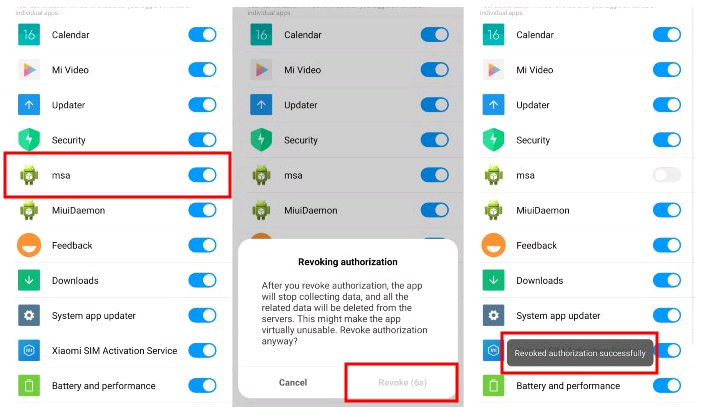 individual apps.
Calendar
Mi Video
Updater
Security
msa
MiuiDaemon
Feedback
Downloads
System app updater
Xiaomi SIM Activation Service
Battery and performance
individual apps.
16 Calendar
Mi Video
Updater
Security
msa
MiuiDaemon
Revoking authorization
After you revoke authorization, the app
will stop collecting data, and all the
related data will be deleted from the
servers. This might make the app
virtually unusable. Revoke authorization
anyway?
Cancel
Revoke (6s)
individual apps.
16 Calendar
Mi Video
Updater
Security
msa
MiuiDaemon
Feedback
Downloads
System app updater
Revoked authorization successfully
Battery and performance